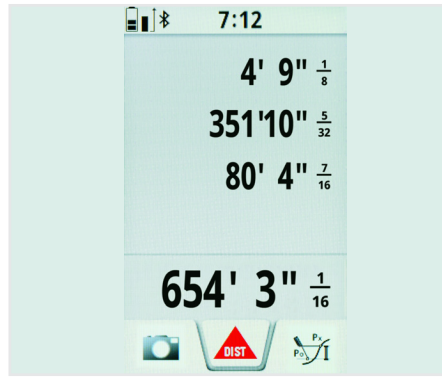 7:12
4' 9" 1/8
351'10" 5/32
80' 4" 7/16
654' 3" 1/16
DIST
Px
Po